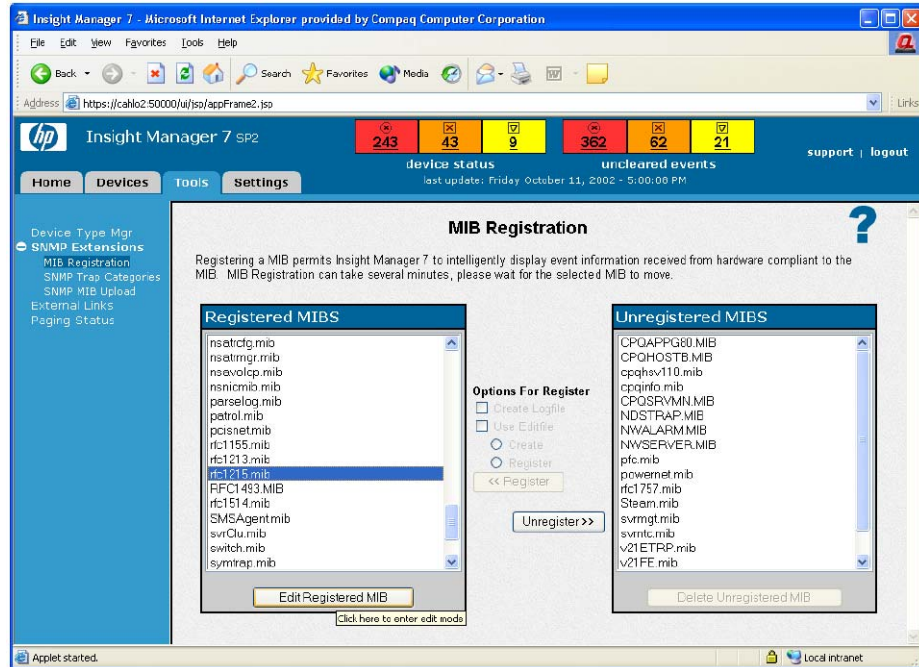 Insight Manager 7 - Microsoft Internet Explorer provided by Compaq Computer Corporation
File Edit View Favorites Tools Help
Back Search Favorites Media
Address https://cahlo2:50000/ui/jsp/appFrame2.jsp Links
hp Insight Manager 7 SP2
243 43 9 362 62 21
device status uncleared events
last update: Friday October 11, 2002 - 5:00:08 PM
support | logout
Home Devices Tools Settings
Device Type Mgr
SNMP Extensions
MIB Registration
SNMP Trap Categories
SNMP MIB Upload
External Links
Paging Status
MIB Registration
?
Registering a MIB permits Insight Manager 7 to intelligently display event information received from hardware compliant to the
MIB. MIB Registration can take several minutes, please wait for the selected MIB to move.
Registered MIBS
nsatrcfg.mib
nsatrmgr.mib
nsavolcp.mib
nsnicmib.mib
parselog.mib
patrol.mib
pcisnet.mib
rfc1155.mib
rfc1213.mib
rfc1215.mib
RFC1493.MIB
rfc1514.mib
SMSAgent.mib
svrClu.mib
switch.mib
symtrap.mib
Edit Registered MIB
Click here to enter edit mode
Options For Register
Create Logfile
Use Editfile
Create
Register
<< Register
Unregister>>
Unregistered MIBS
CPQAPPG80.MIB
CPQHOSTB.MIB
cpqhsv110.mib
cpqinfo.mib
CPQSRVMN.MIB
NDSTRAP.MIB
NWALARM.MIB
NWSERVER.MIB
pfc.mib
powernet.mib
rfc1757.mib
Steam.mib
svrmgt.mib
svrntc.mib
v21ETRP.mib
v21FE.mib
Delete Unregistered MIB
Applet started. Local intranet